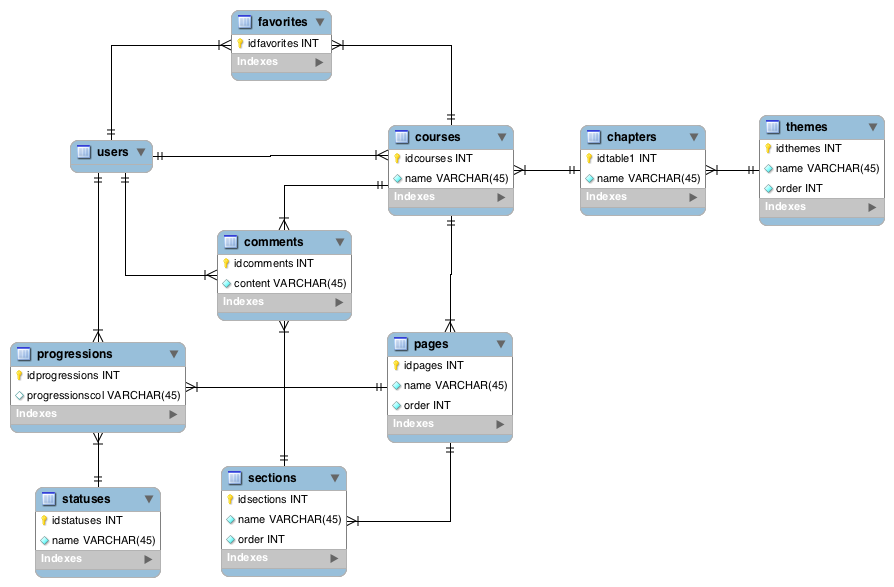 favorites
idfavorites INT
Indexes
users
courses
idcourses INT
name VARCHAR(45)
Indexes
chapters
idtable1 INT
name VARCHAR(45)
Indexes
themes
idthemes INT
name VARCHAR(45)
order INT
Indexes
comments
idcomments INT
content VARCHAR(45)
Indexes
progressions
idprogressions INT
progressionscol VARCHAR(45)
Indexes
pages
idpages INT
name VARCHAR(45)
order INT
Indexes
statuses
idstatuses INT
name VARCHAR(45)
Indexes
sections
idsections INT
name VARCHAR(45)
order INT
Indexes